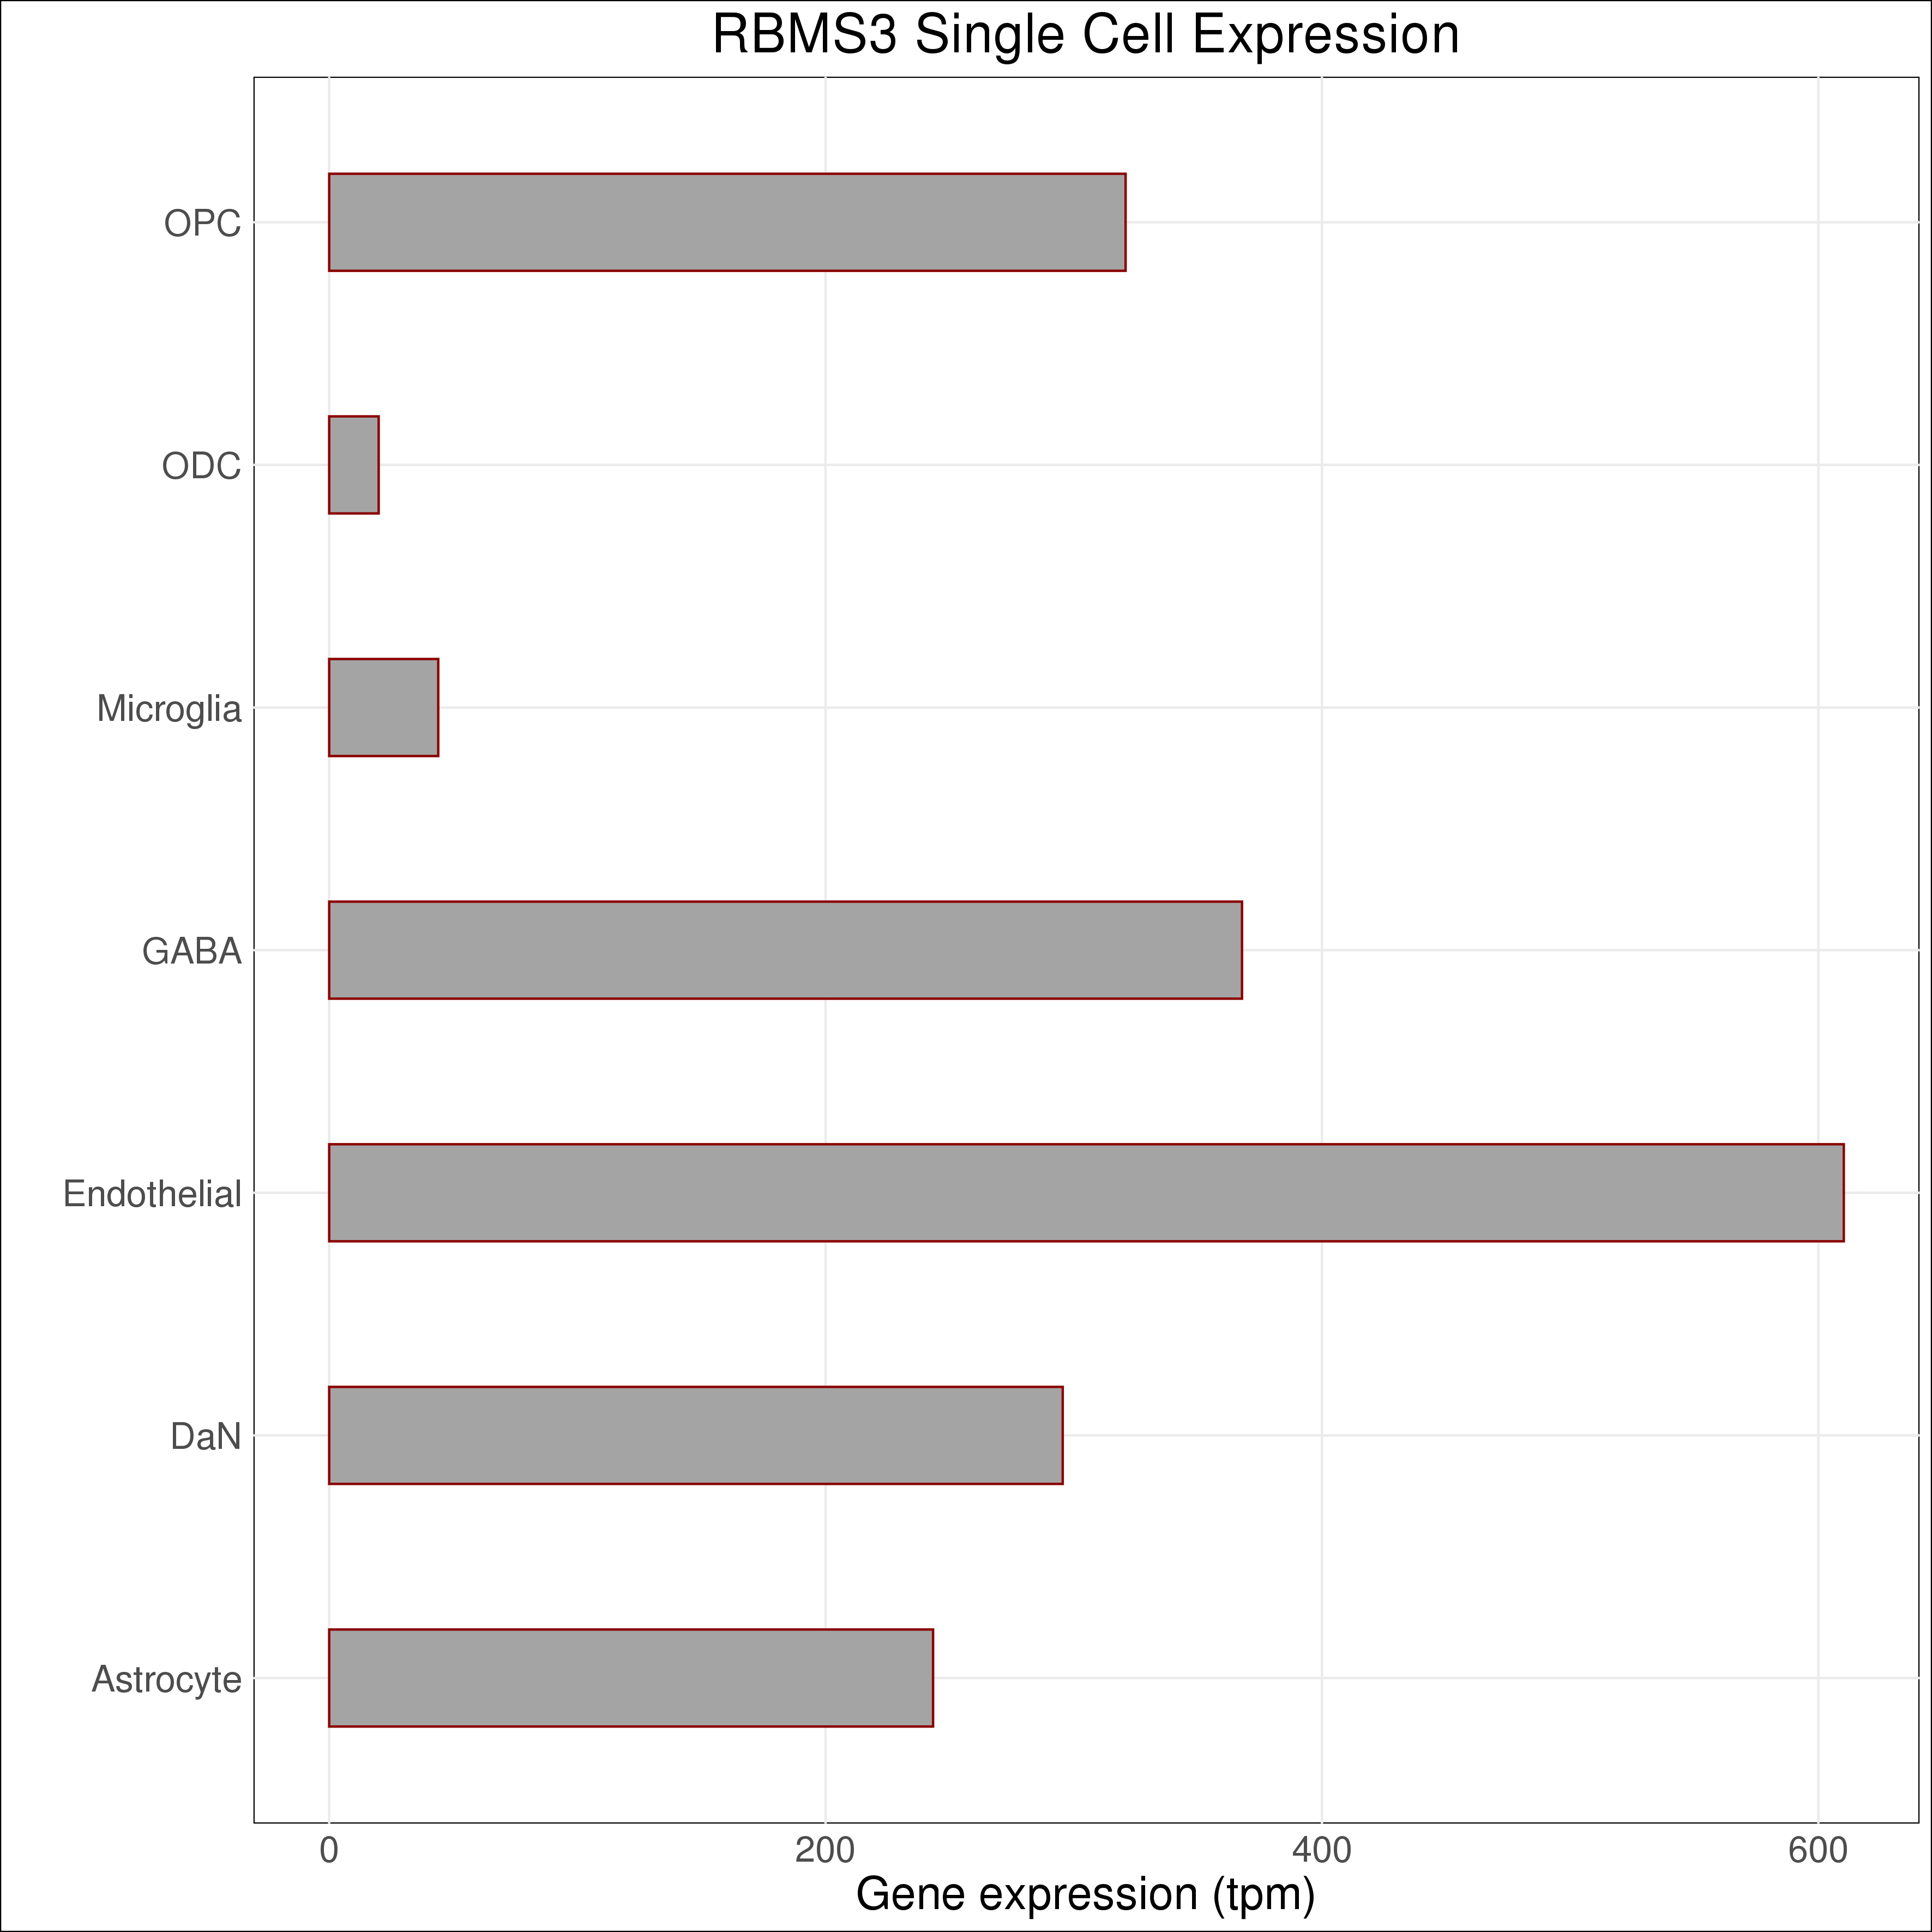 RBMS3 Single Cell Expression
OPC
ODC
Microglia
GABA
Endothelial
DaN
Astrocyte
0 200 400 600
Gene expression (tpm)